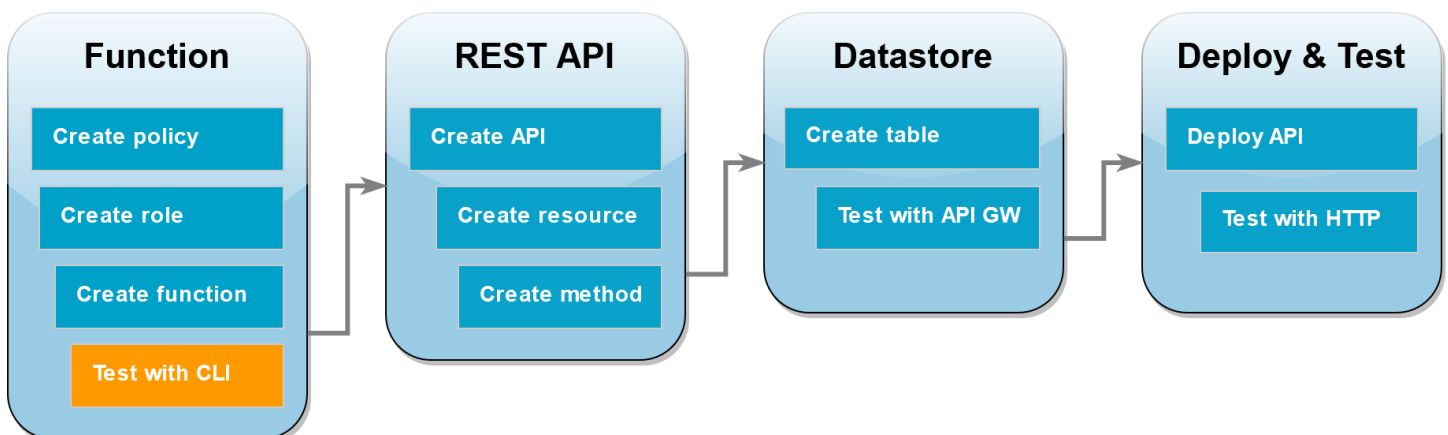 Function
Create policy
Create role
Create function
Test with CLI
REST API
Create API
Create resource
Create method
Datastore
Create table
Test with API GW
Deploy & Test
Deploy API
Test with HTTP